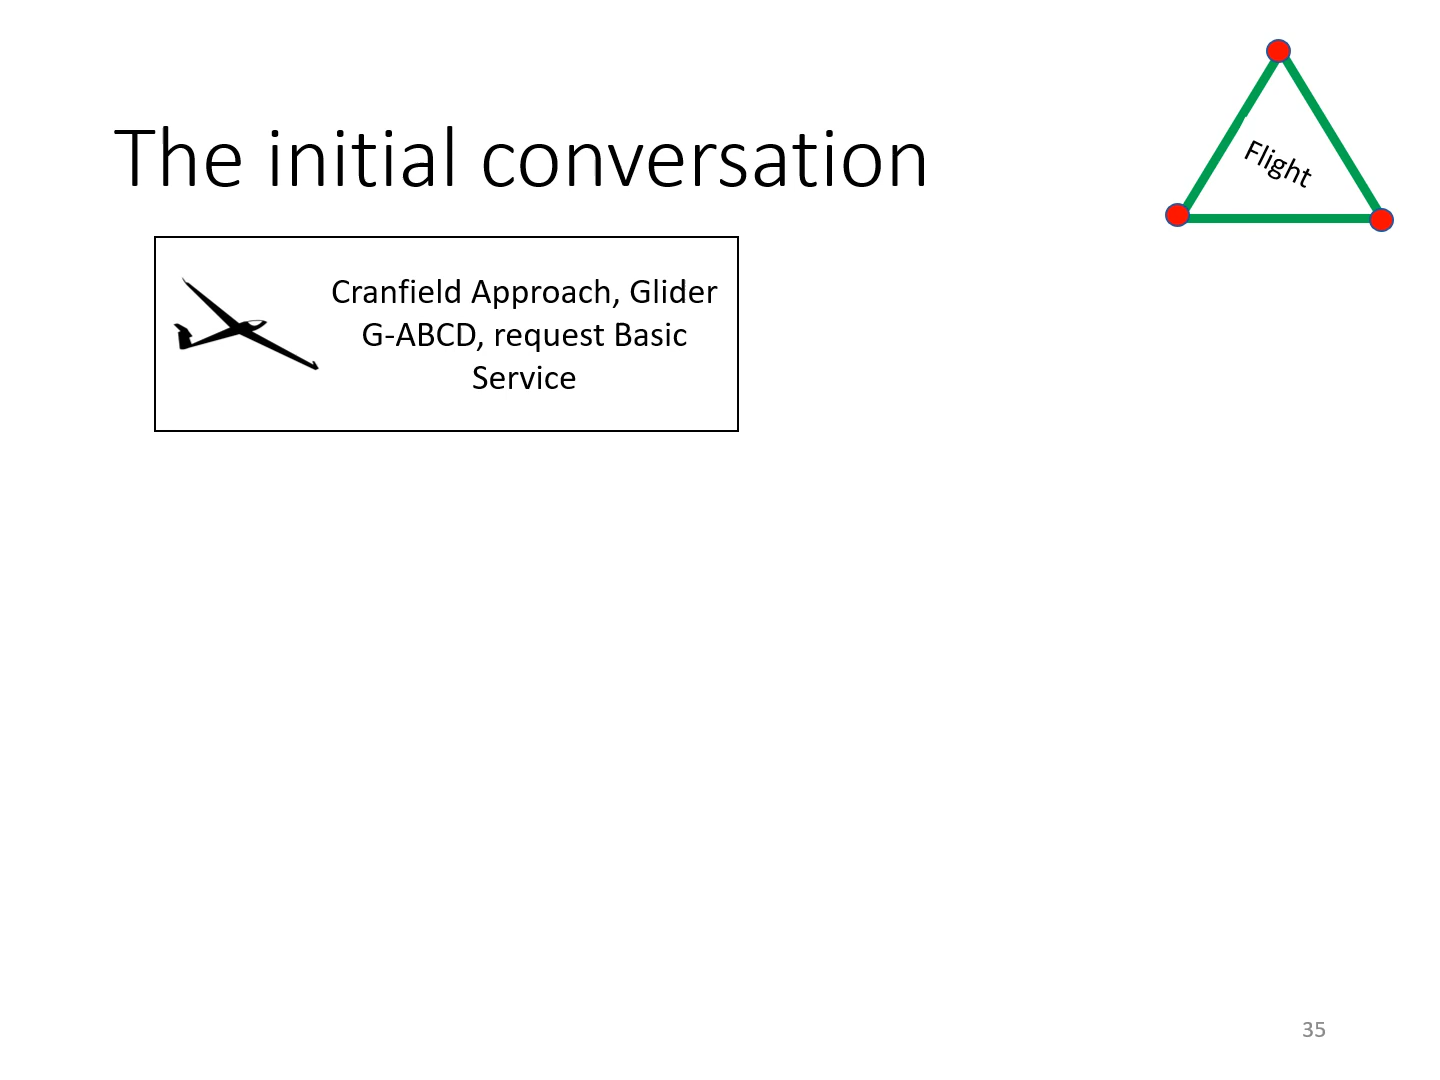 The initial conversation
Flight
Cranfield Approach, Glider
G-ABCD, request Basic
Service
35